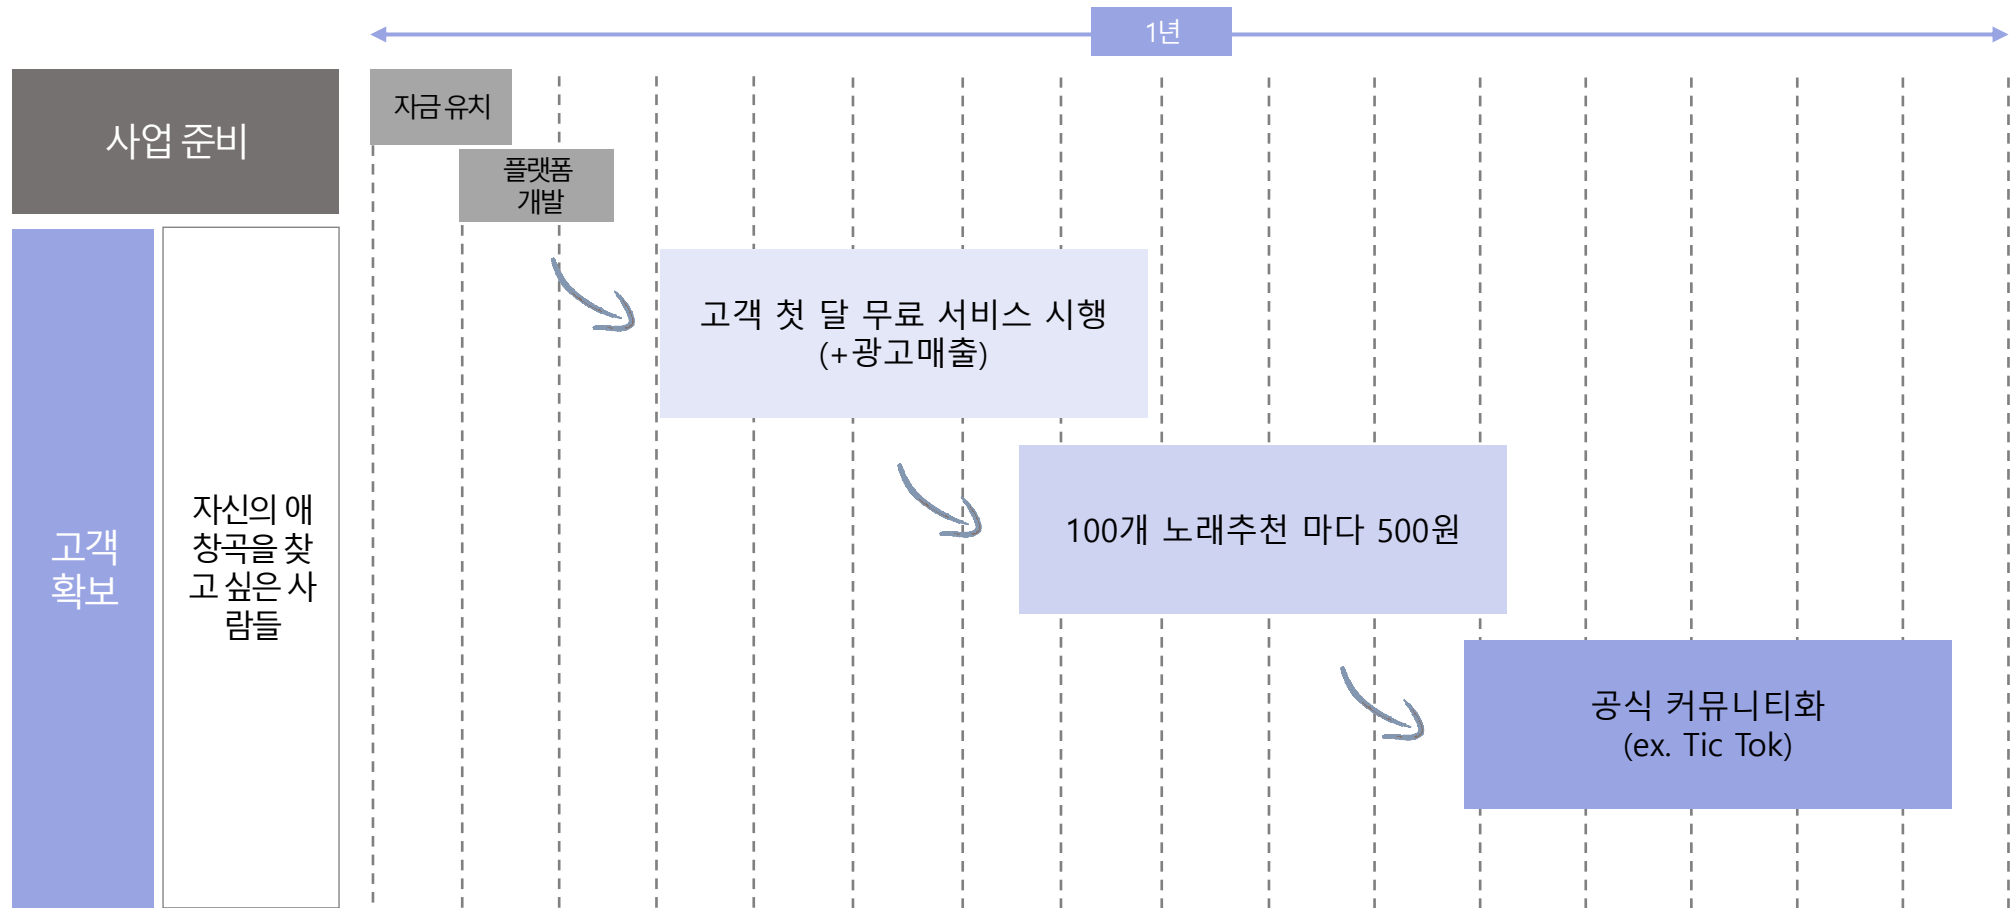 1년
사업 준비
자금 유치
플랫폼
개발
고객 첫 달 무료 서비스 시행
(+광고매출)
고객
확보
자신의 애
창곡을 찾
고 싶은 사
람들
100개 노래추천 마다 500원
공식 커뮤니티화
(ex. Tic Tok)